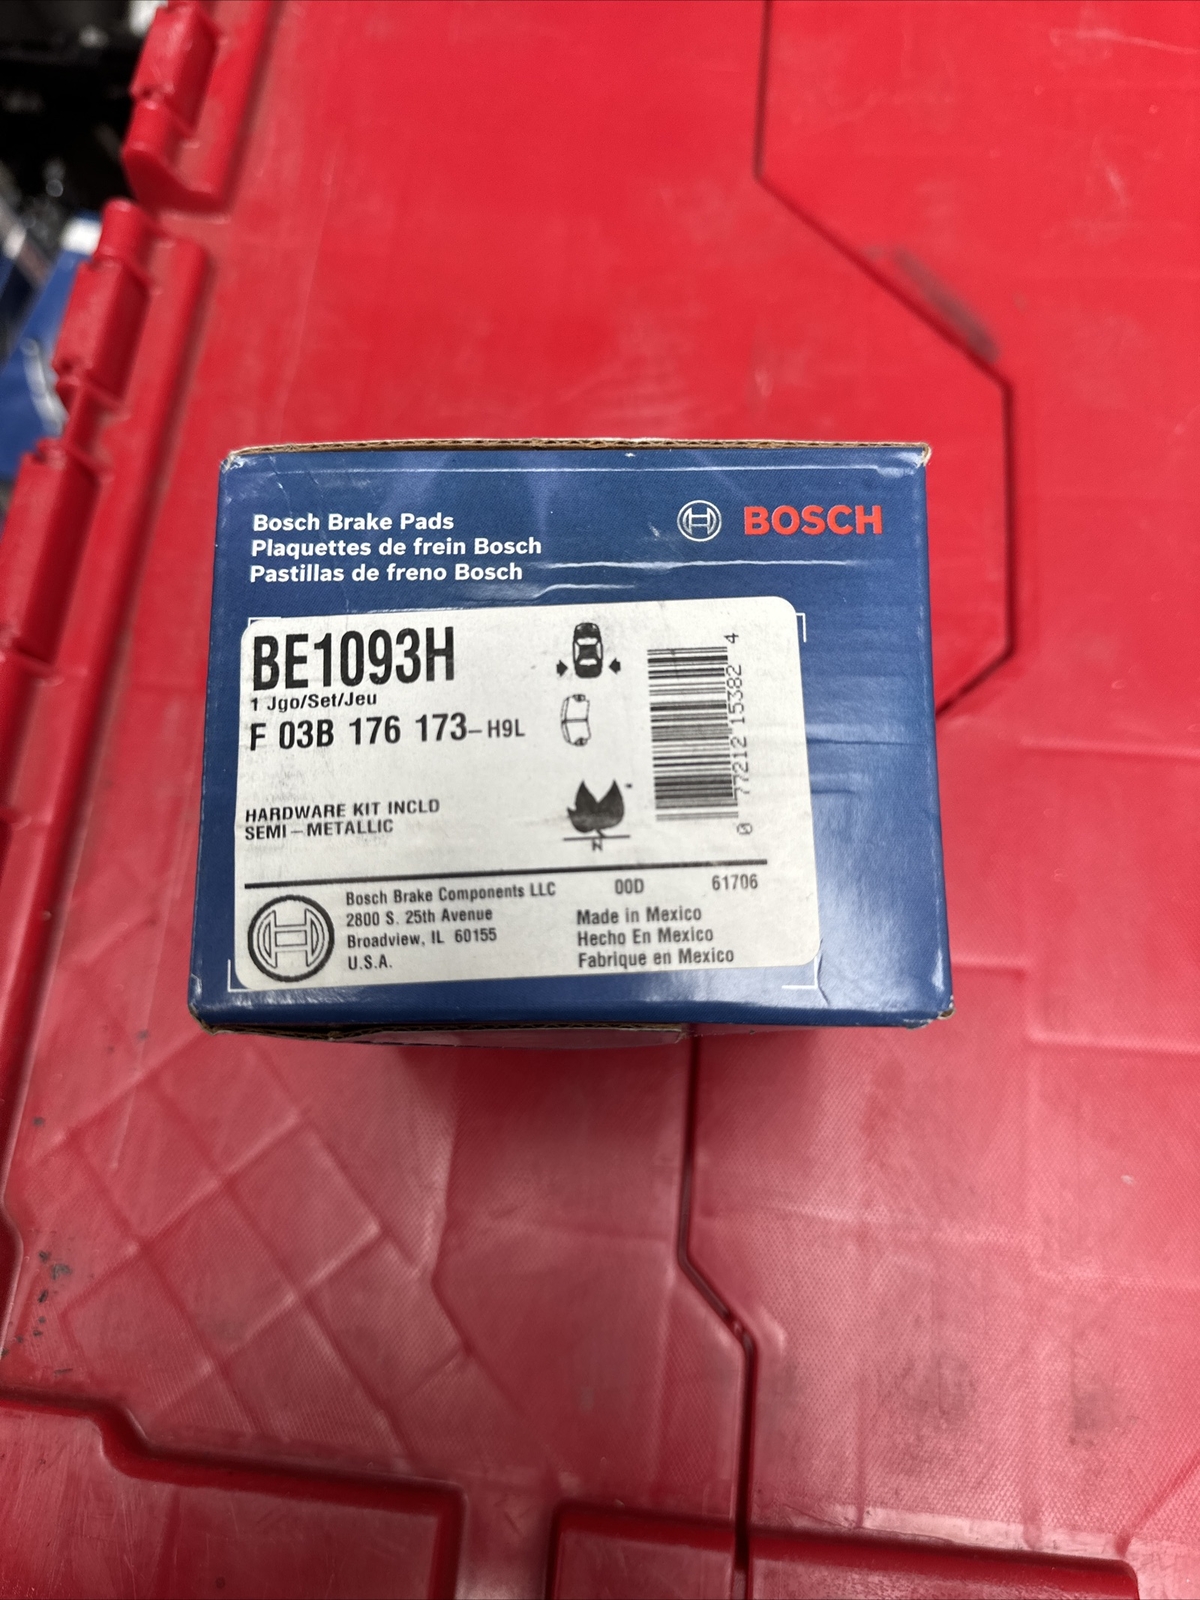 Bosch Brake Pads
Plaquettes de frein Bosch
Pastillas de freno Bosch
BOSCH
BE1093H
1 Jgo/Set/Jeu
F 03B 176 173-H9L
HARDWARE KIT INCLD
SEMI-METALLIC
N
0 77212 15382 4
Bosch Brake Components LLC
2800 S. 25th Avenue
Broadview, IL 60155
U.S.A.
00D 61706
Made in Mexico
Hecho En Mexico
Fabrique en Mexico